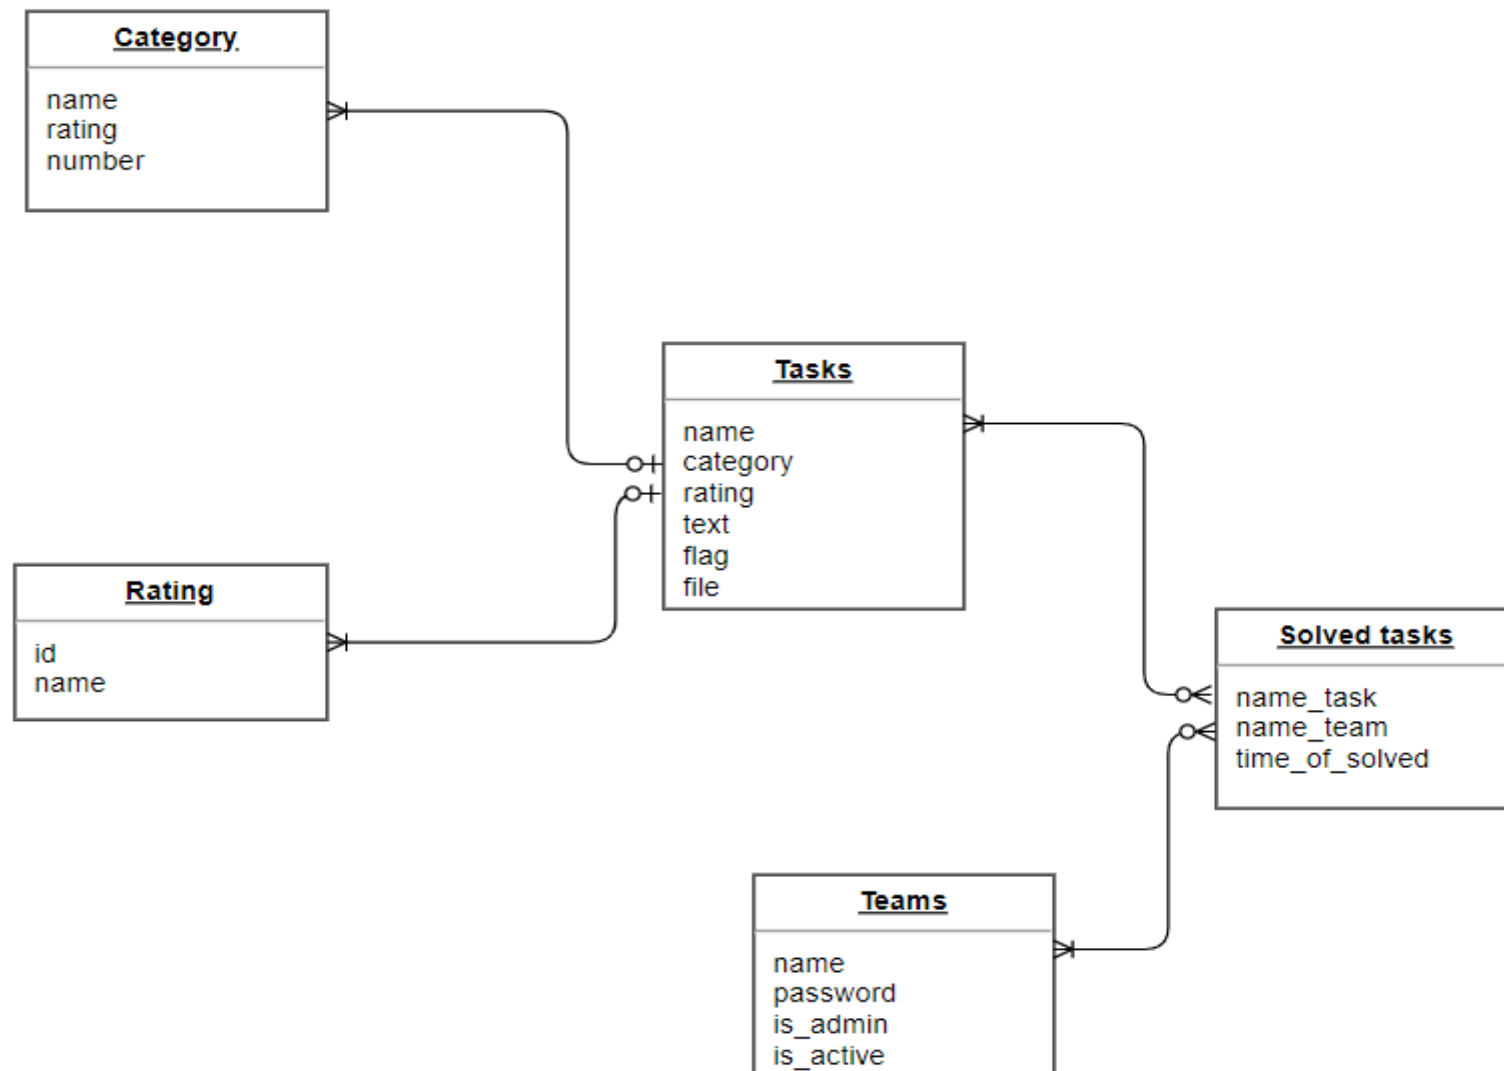 Category
name
rating
number
Tasks
name
category
rating
text
flag
file
Rating
id
name
Solved tasks
name_task
name_team
time_of_solved
Teams
name
password
is_admin
is_active